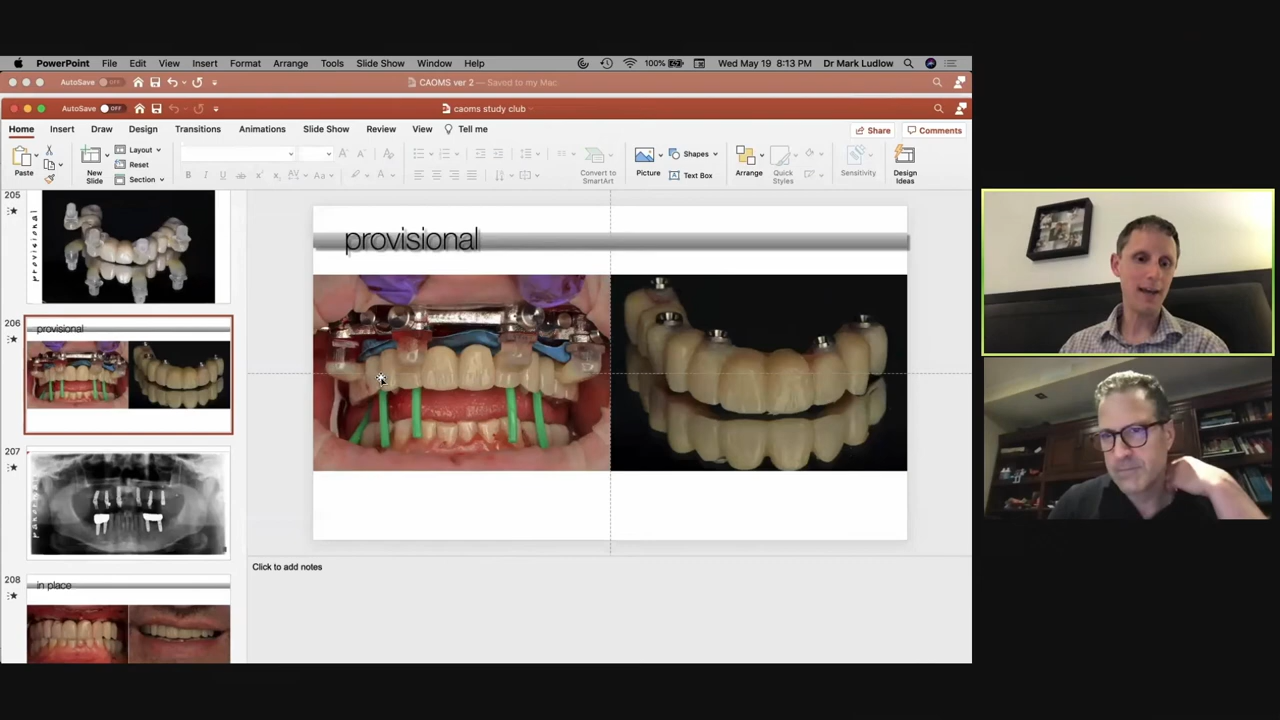 PowerPoint File Edit View Insert Format Arrange Tools Slide Show Window Help 100% Wed May 19 8:13 PM Dr Mark Ludlow
AutoSave OFF CAOMS ver 2 — Saved to my Mac
AutoSave OFF caoms study club
Home Insert Draw Design Transitions Animations Slide Show Review View Tell me Share Comments
Paste
New Slide
Layout
Reset
Section
B I U
Convert to SmartArt
Picture
Shapes
Text Box
Arrange
Quick Styles
Sensitivity
Design Ideas
205
provisional
206
provisional
207
208
in place
provisional
Click to add notes